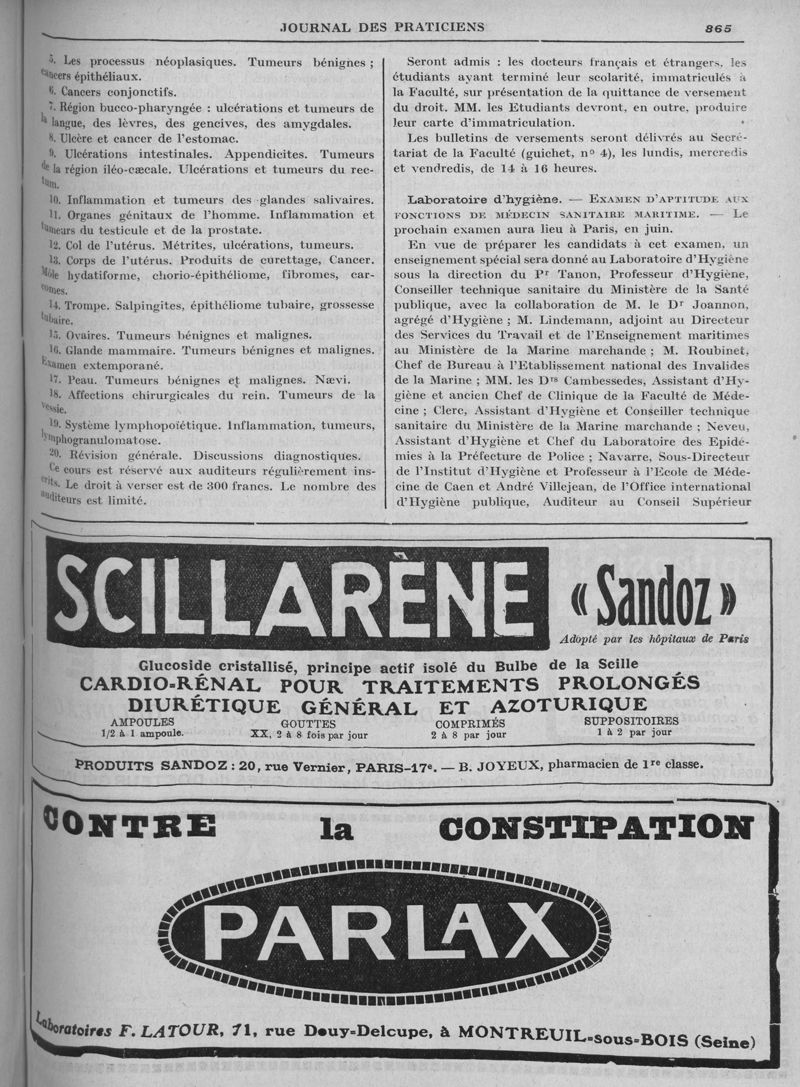 JOURNAL DES PRATICIENS 865
5. Les processus néoplasiques. Tumeurs bénignes ;
cancers épithéliaux.
6. Cancers conjonctifs.
7. Région bucco-pharyngée : ulcérations et tumeurs de
la langue, des lèvres, des gencives, des amygdales.
8. Ulcère et cancer de l'estomac.
9. Ulcérations intestinales. Appendicites. Tumeurs
de la région iléo-cæcale. Ulcérations et tumeurs du rec-
tum.
10. Inflammation et tumeurs des glandes salivaires.
11. Organes génitaux de l'homme. Inflammation et
tumeurs du testicule et de la prostate.
12. Col de l'utérus. Métrites, ulcérations, tumeurs.
13. Corps de l'utérus. Produits de curettage, Cancer.
Môle hydatiforme, chorio-épithéliome, fibromes, car-
comes.
14. Trompe. Salpingites, épithéliome tubaire, grossesse
tubaire.
15. Ovaires. Tumeurs bénignes et malignes.
16. Glande mammaire. Tumeurs bénignes et malignes.
Examen extemporané.
17. Peau. Tumeurs bénignes et malignes. Nævi.
18. Affections chirurgicales du rein. Tumeurs de la
vessie.
19. Système lymphopoïétique. Inflammation, tumeurs,
lymphogranulomatose.
20. Révision générale. Discussions diagnostiques.
Ce cours est réservé aux auditeurs régulièrement ins-
crits. Le droit à verser est de 300 francs. Le nombre des
auditeurs est limité.
Seront admis : les docteurs français et étrangers, les
étudiants ayant terminé leur scolarité, immatriculés à
la Faculté, sur présentation de la quittance de versement
du droit. MM. les Etudiants devront, en outre, produire
leur carte d'immatriculation.
Les bulletins de versements seront délivrés au Secré-
tariat de la Faculté (guichet, nº 4), les lundis, mercredis
et vendredis, de 14 à 16 heures.
Laboratoire d'hygiène. — EXAMEN D'APTITUDE AUX
FONCTIONS DE MÉDECIN SANITAIRE MARITIME. — Le
prochain examen aura lieu à Paris, en juin.
En vue de préparer les candidats à cet examen, un
enseignement spécial sera donné au Laboratoire d'Hygiène
sous la direction du Pr Tanon, Professeur d'Hygiène,
Conseiller technique sanitaire du Ministère de la Santé
publique, avec la collaboration de M. le Dr Joannon,
agrégé d'Hygiène ; M. Lindemann, adjoint au Directeur
des Services du Travail et de l'Enseignement maritimes
au Ministère de la Marine marchande ; M. Roubinet,
Chef de Bureau à l'Etablissement national des Invalides
de la Marine ; MM. les Drs Cambessedes, Assistant d'Hy-
giène et ancien Chef de Clinique de la Faculté de Méde-
cine ; Clerc, Assistant d'Hygiène et Conseiller technique
sanitaire du Ministère de la Marine marchande ; Neveu,
Assistant d'Hygiène et Chef du Laboratoire des Epidé-
mies à la Préfecture de Police ; Navarre, Sous-Directeur
de l'Institut d'Hygiène et Professeur à l'Ecole de Méde-
cine de Caen et André Villejean, de l'Office international
d'Hygiène publique, Auditeur au Conseil Supérieur
SCILLARÈNE « Sandoz »
Adopté par les hôpitaux de Paris
Glucoside cristallisé, principe actif isolé du Bulbe de la Scille
CARDIO-RÉNAL POUR TRAITEMENTS PROLONGÉS
DIURÉTIQUE GÉNÉRAL ET AZOTURIQUE
AMPOULES GOUTTES COMPRIMÉS SUPPOSITOIRES
1/2 à 1 ampoule. XX, 2 à 8 fois par jour 2 à 8 par jour 1 à 2 par jour
PRODUITS SANDOZ : 20, rue Vernier, PARIS-17e. — B. JOYEUX, pharmacien de 1re classe.
CONTRE la CONSTIPATION
PARLAX
Laboratoires F. LATOUR, 71, rue Douy-Delcupe, à MONTREUIL-sous-BOIS (Seine)